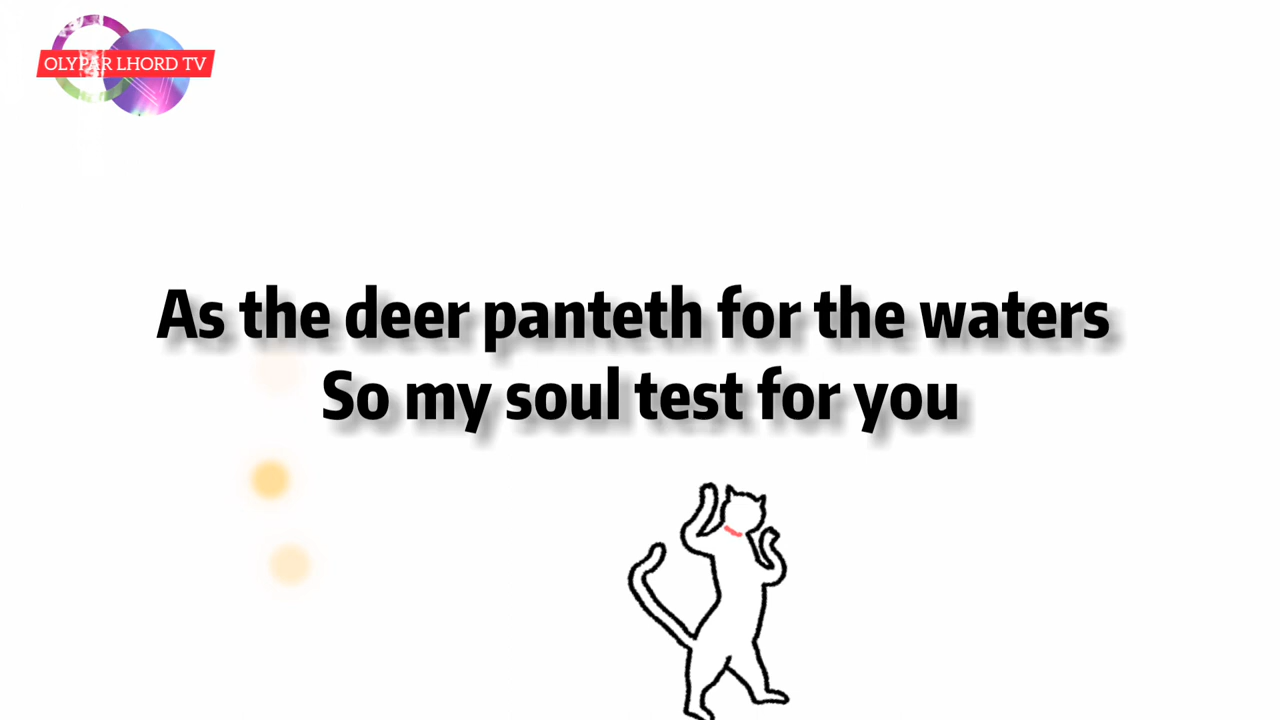 OLYPAR LHORD TV
As the deer panteth for the waters
So my soul test for you